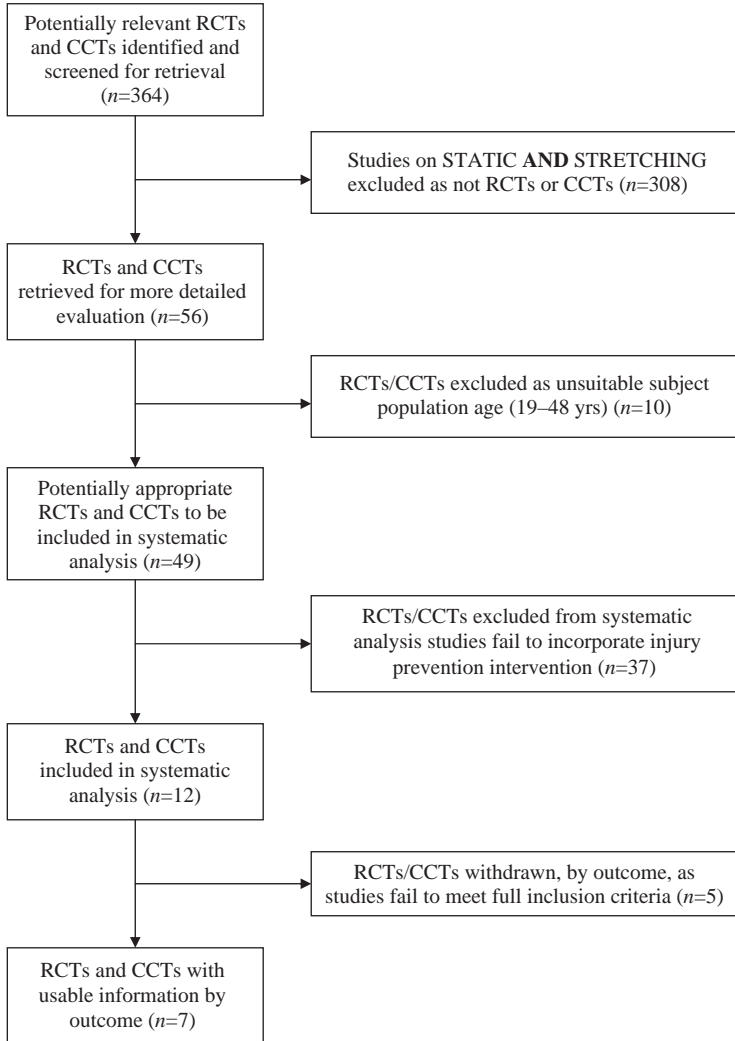 Potentially relevant RCTs
and CCTs identified and
screened for retrieval
(n=364)
Studies on STATIC AND STRETCHING
excluded as not RCTs or CCTs (n=308)
RCTs and CCTs
retrieved for more detailed
evaluation (n=56)
RCTs/CCTs excluded as unsuitable subject
population age (19–48 yrs) (n=10)
Potentially appropriate
RCTs and CCTs to be
included in systematic
analysis (n=49)
RCTs/CCTs excluded from systematic
analysis studies fail to incorporate injury
prevention intervention (n=37)
RCTs and CCTs
included in systematic
analysis (n=12)
RCTs/CCTs withdrawn, by outcome, as
studies fail to meet full inclusion criteria (n=5)
RCTs and CCTs with
usable information by
outcome (n=7)